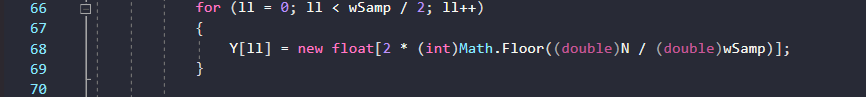 66 for (ll = 0; ll < wSamp / 2; ll++)
67 {
68 Y[ll] = new float[2 * (int)Math.Floor((double)N / (double)wSamp)];
69 }
70